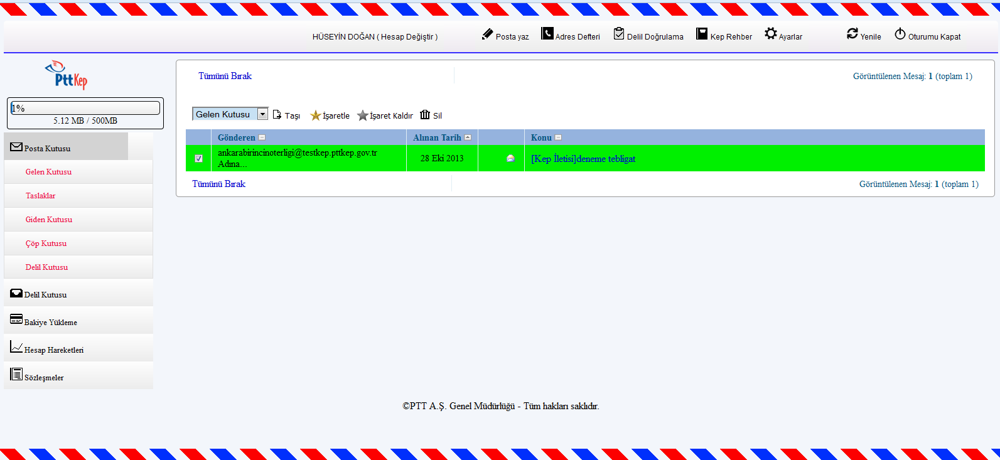 HÜSEYİN DOĞAN ( Hesap Değiştir ) Posta yaz Adres Defteri Delil Doğrulama Kep Rehber Ayarlar Yenile Oturumu Kapat
PttKep
1%
5.12 MB / 500MB
Posta Kutusu
Gelen Kutusu
Taslaklar
Giden Kutusu
Çöp Kutusu
Delil Kutusu
Delil Kutusu
Bakiye Yükleme
Hesap Hareketleri
Sözleşmeler
Tümünü Bırak Görüntülenen Mesaj: 1 (toplam 1)
Gelen Kutusu Taşı İşaretle İşaret Kaldır Sil
Gönderen Alınan Tarih Konu
ankarabirincinoterligi@testkep.pttkep.gov.tr
Adına... 28 Eki 2013 [Kep İletisi]deneme tebligat
Tümünü Bırak Görüntülenen Mesaj: 1 (toplam 1)
©PTT A.Ş. Genel Müdürlüğü - Tüm hakları saklıdır.